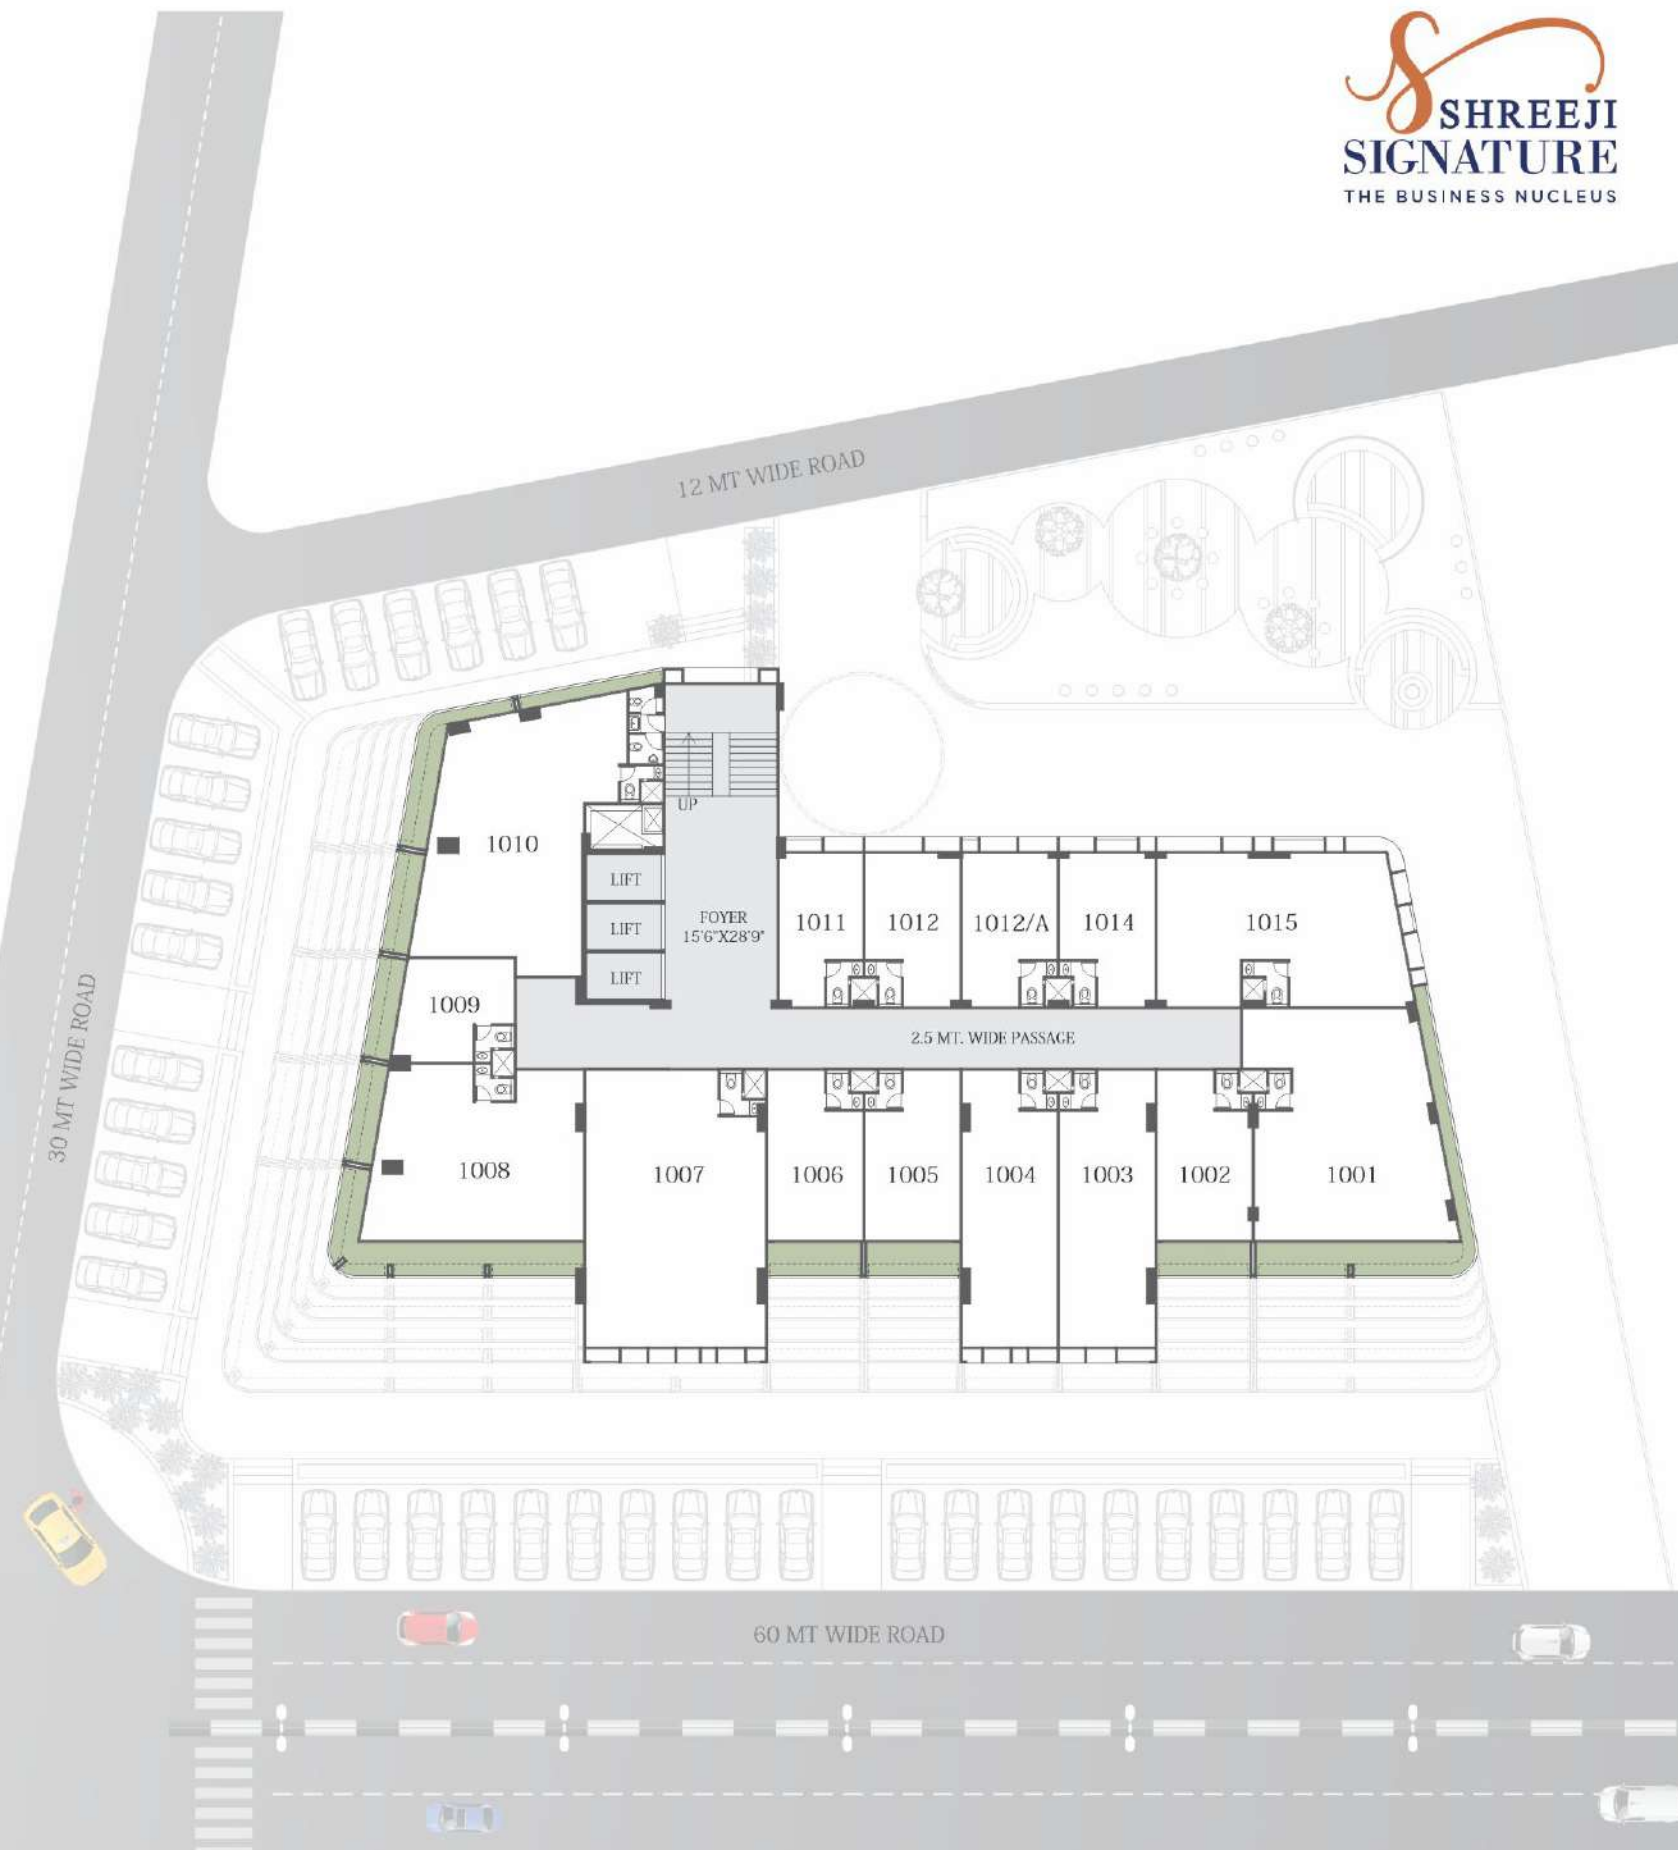 SHREEJI
SIGNATURE
THE BUSINESS NUCLEUS
12 MT WIDE ROAD
30 MT WIDE ROAD
UP
1010
LIFT
LIFT
LIFT
FOYER
15'6"X28'9"
1011
1012
1012/A
1014
1015
1009
2.5 MT. WIDE PASSAGE
1008
1007
1006
1005
1004
1003
1002
1001
60 MT WIDE ROAD